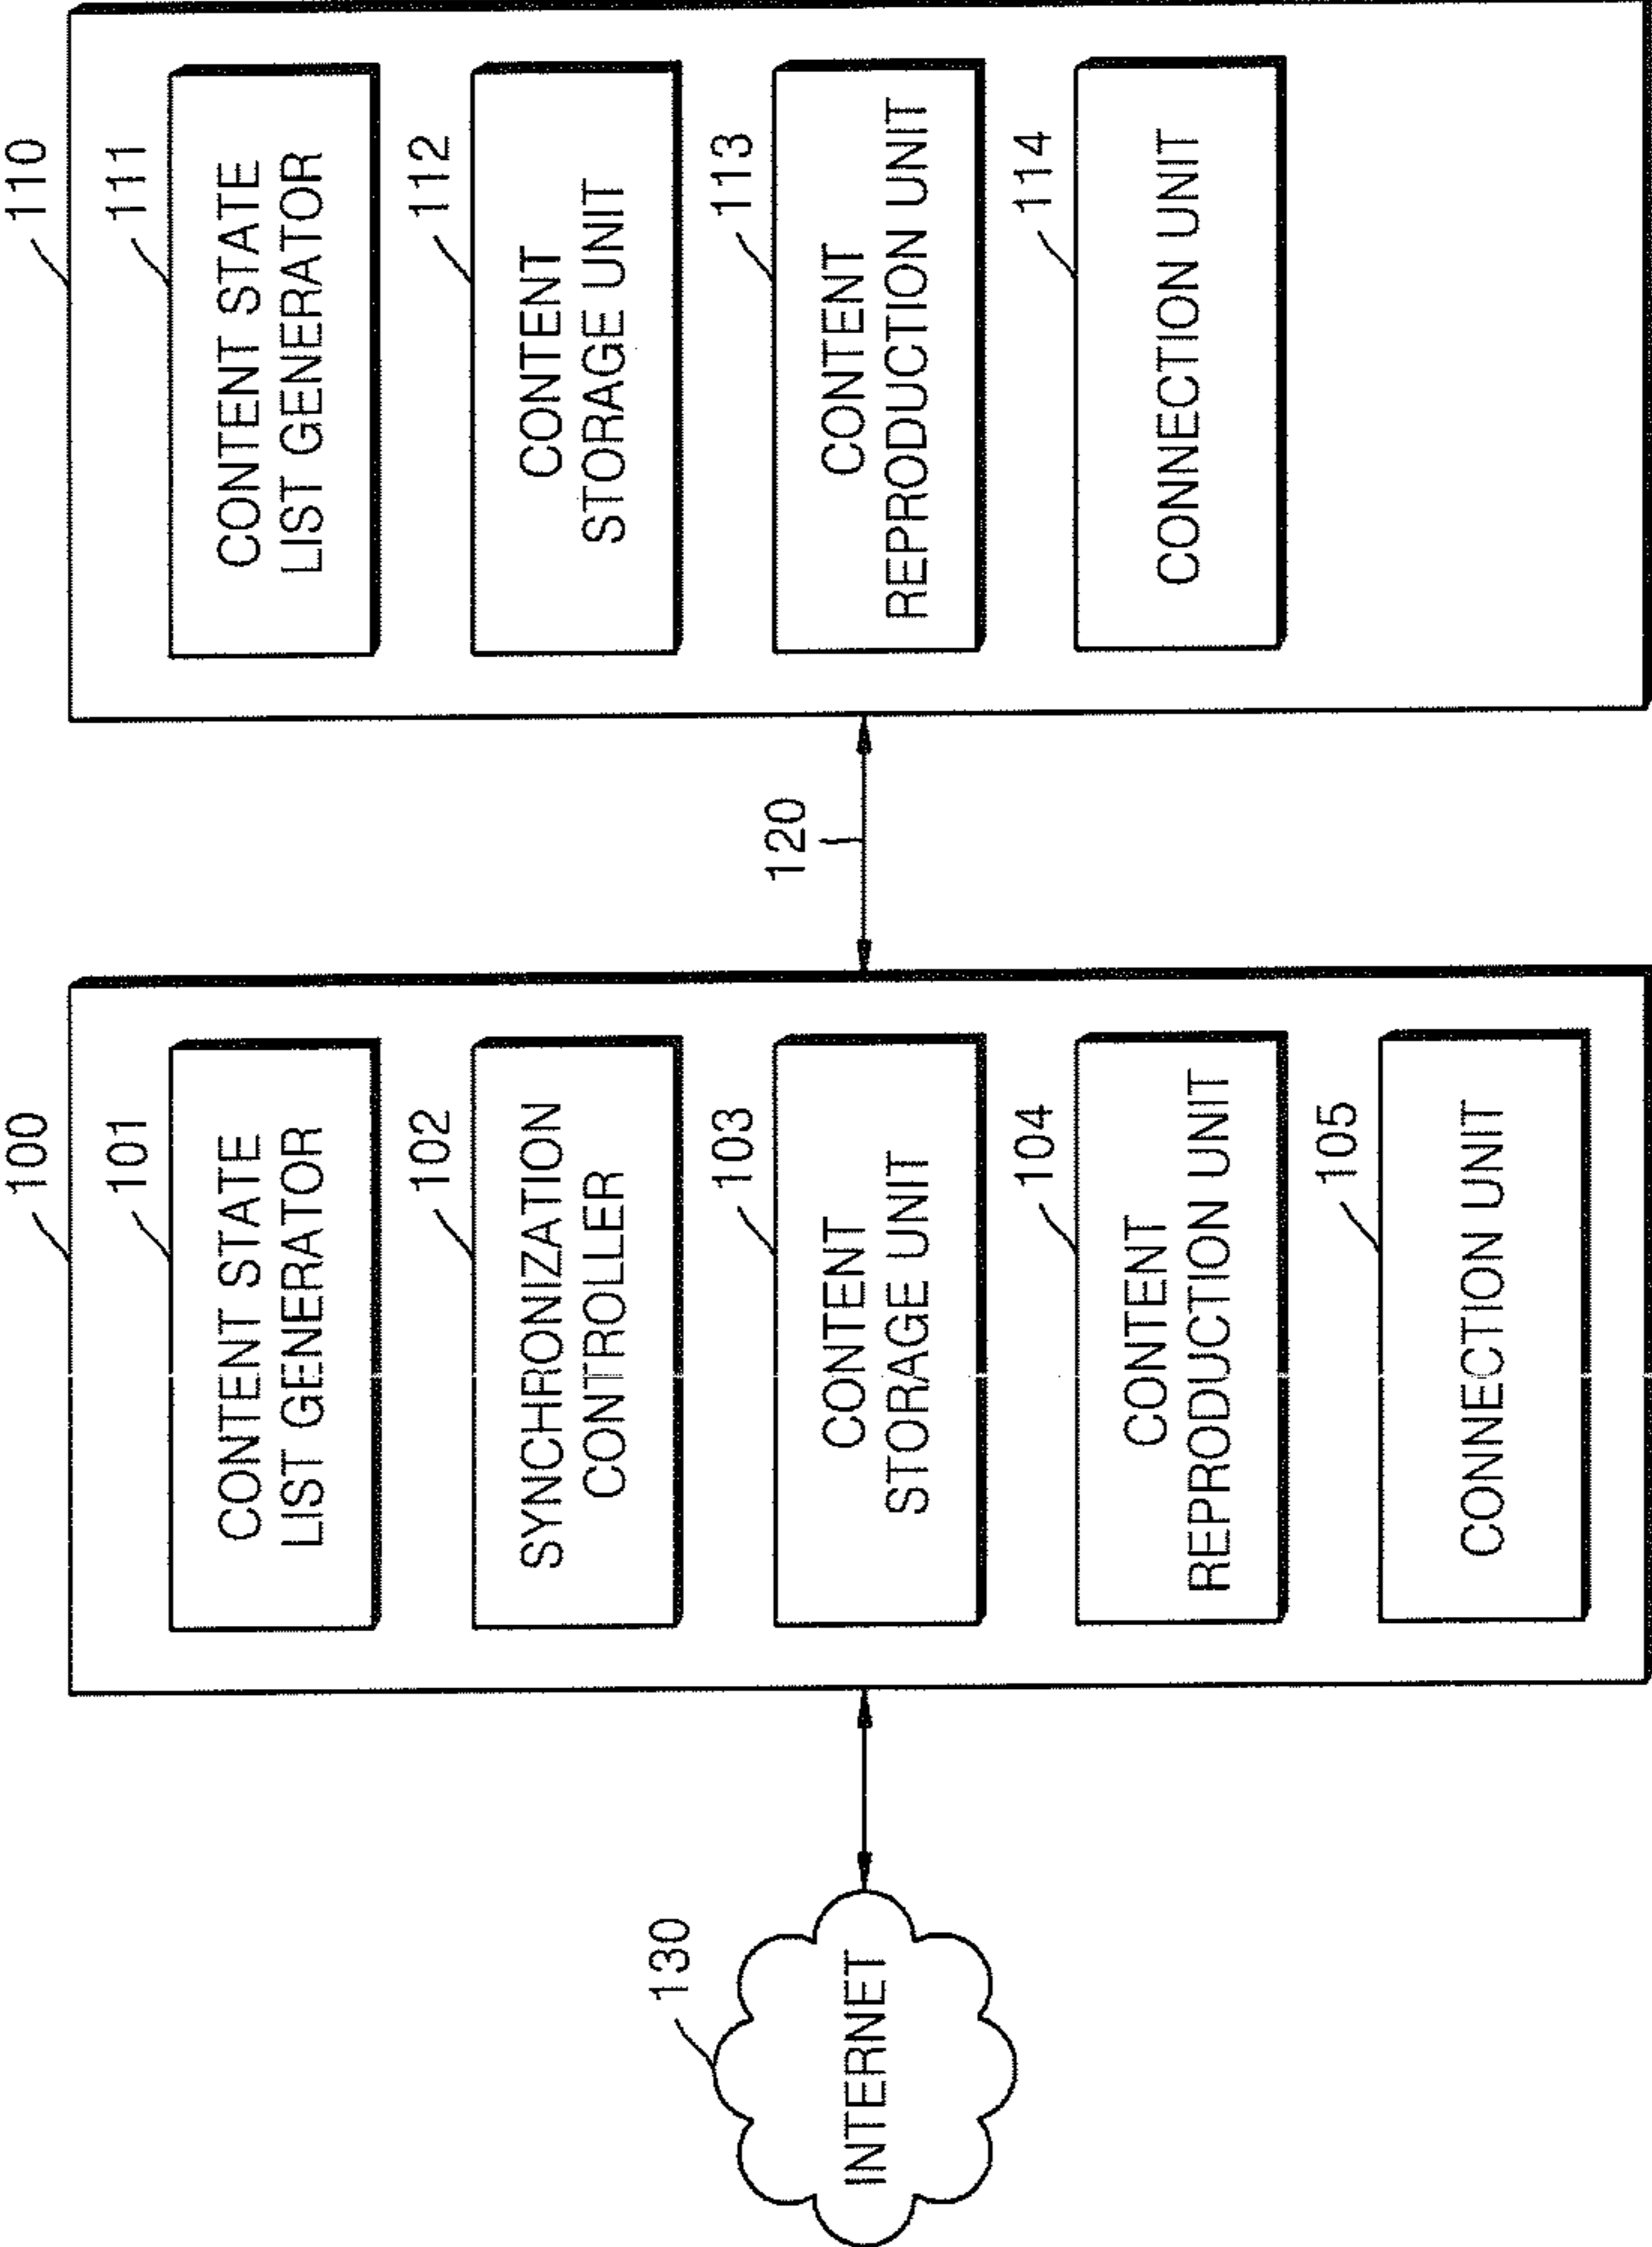 130
INTERNET
100
101
CONTENT STATE
LIST GENERATOR
102
SYNCHRONIZATION
CONTROLLER
103
CONTENT
STORAGE UNIT
104
CONTENT
REPRODUCTION UNIT
105
CONNECTION UNIT
120
110
111
CONTENT STATE
LIST GENERATOR
112
CONTENT
STORAGE UNIT
113
CONTENT
REPRODUCTION UNIT
114
CONNECTION UNIT